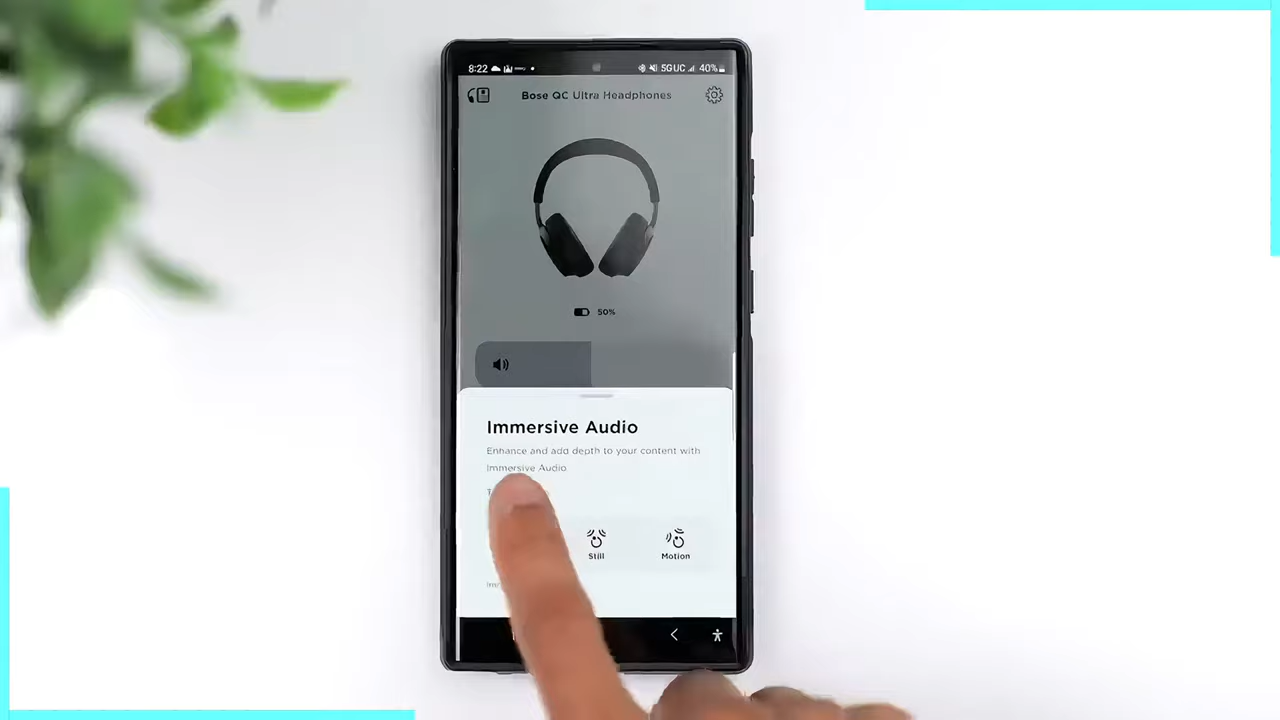 8:22
5GUC 40%
Bose QC Ultra Headphones
50%
Immersive Audio
Enhance and add depth to your content with
Immersive Audio
Still
Motion